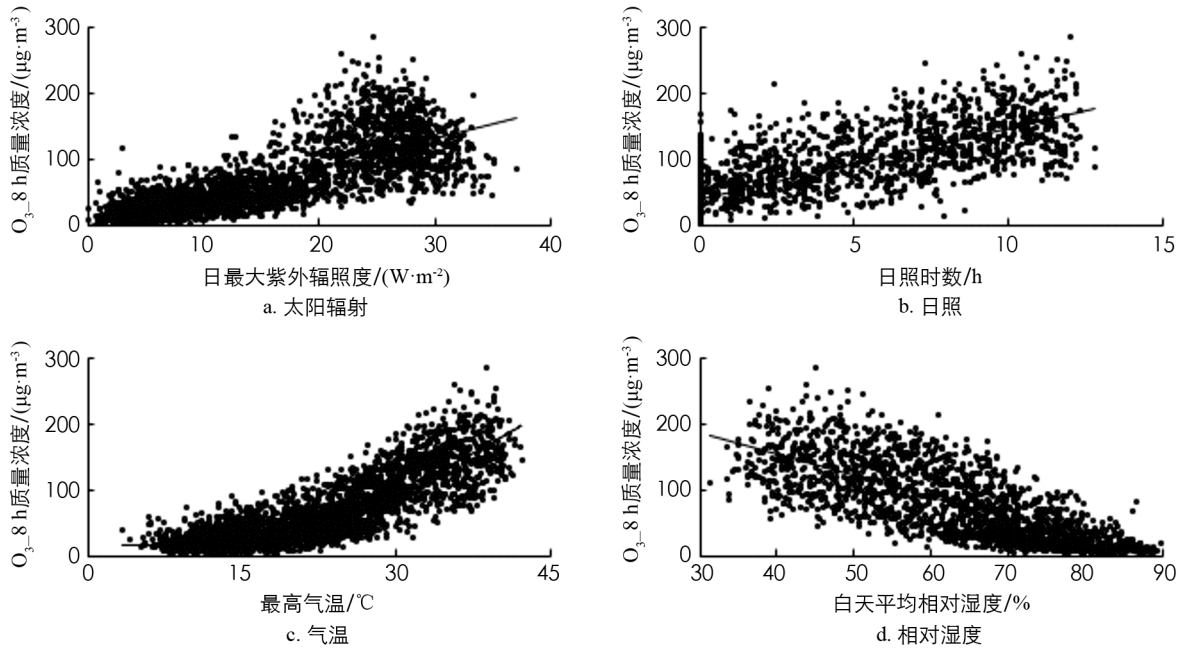 O₃_8 h质量浓度/(μg·m⁻³)
300
200
100
0
0 10 20 30 40
日最大紫外辐照度/(W·m⁻²)
a. 太阳辐射
O₃_8 h质量浓度/(μg·m⁻³)
300
200
100
0
0 5 10 15
日照时数/h
b. 日照
O₃_8 h质量浓度/(μg·m⁻³)
300
200
100
0
0 15 30 45
最高气温/℃
c. 气温
O₃_8 h质量浓度/(μg·m⁻³)
300
200
100
0
30 40 50 60 70 80 90
白天平均相对湿度/%
d. 相对湿度